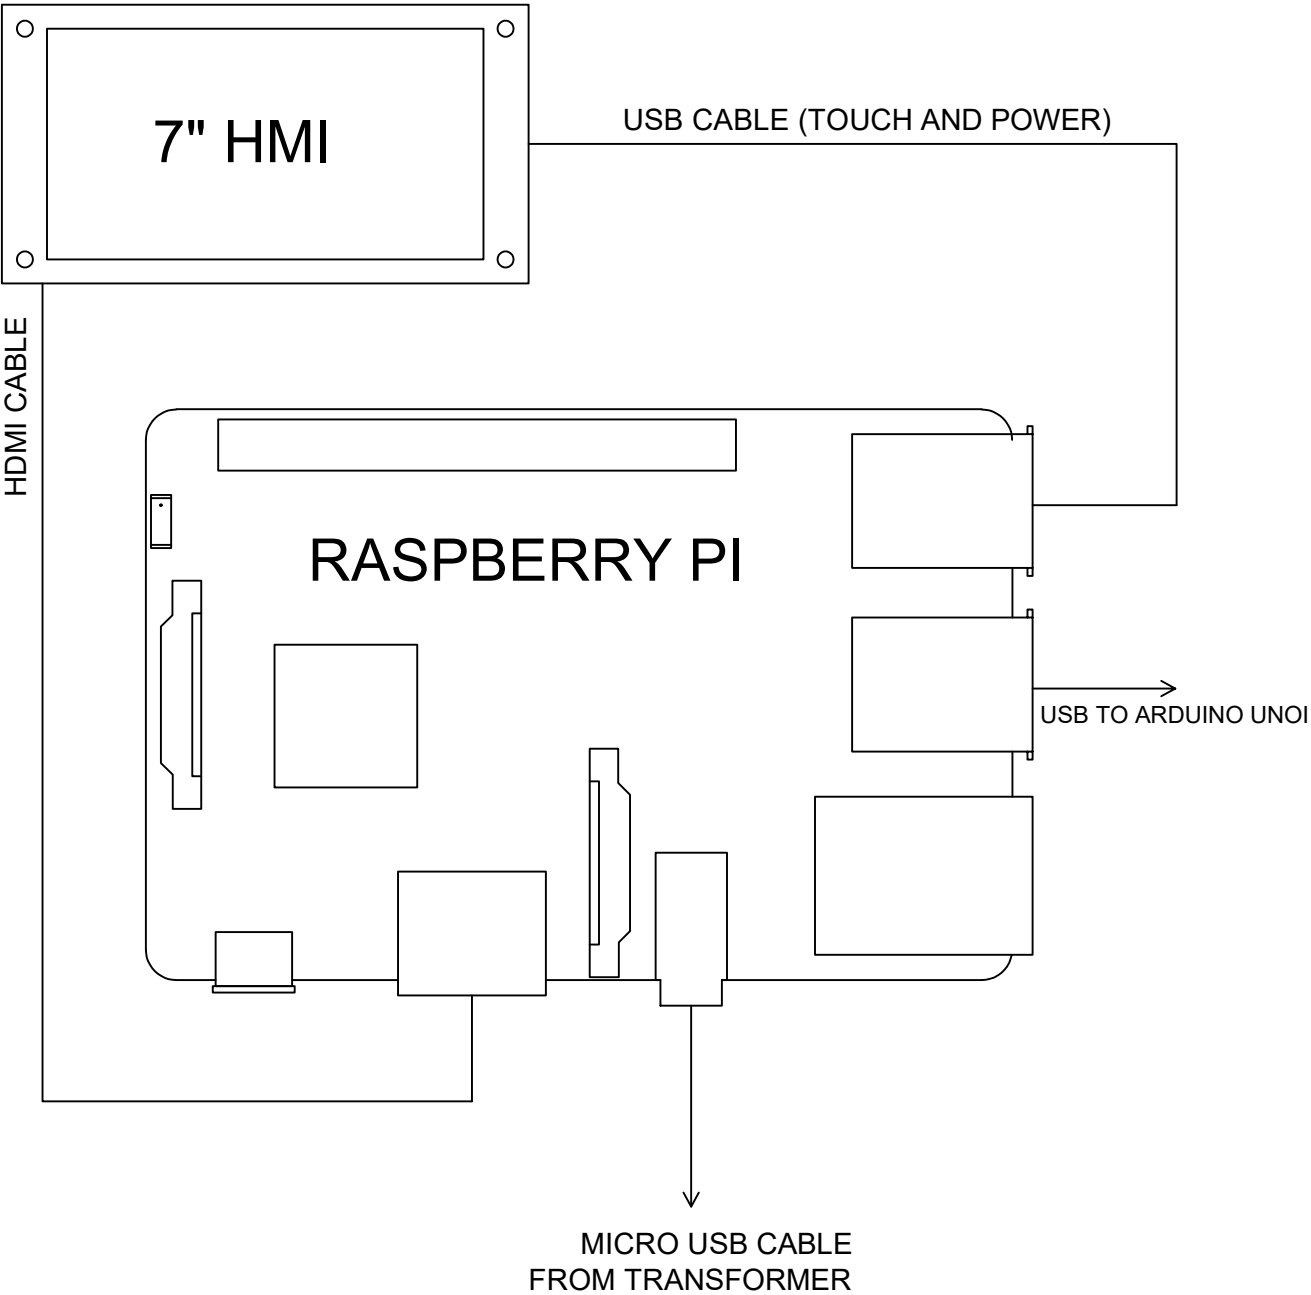 7" HMI
USB CABLE (TOUCH AND POWER)
HDMI CABLE
RASPBERRY PI
USB TO ARDUINO UNOI
MICRO USB CABLE
FROM TRANSFORMER